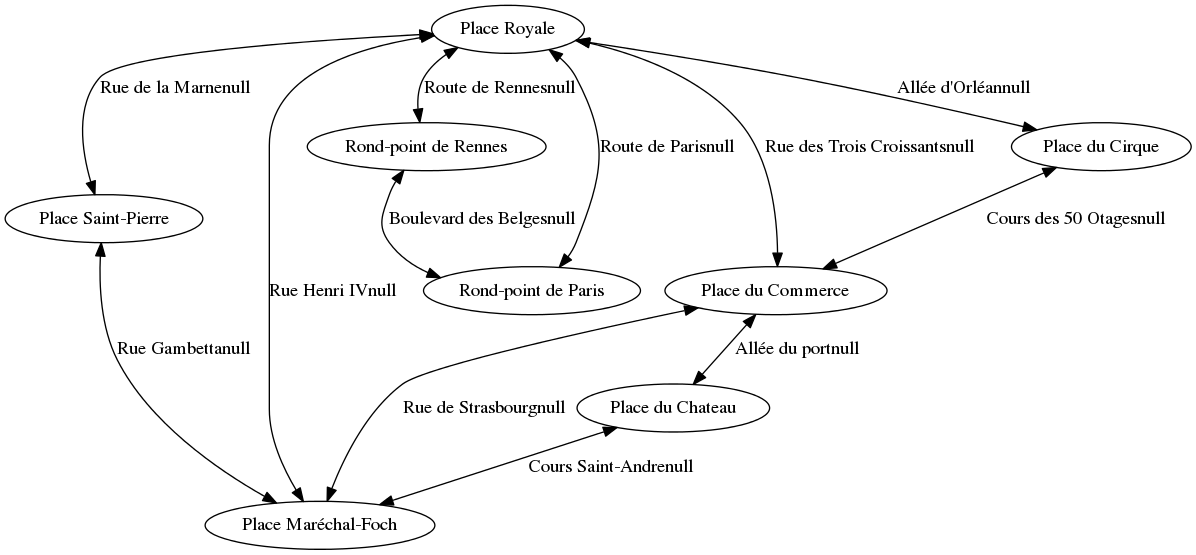 Place Royale
Rue de la Marnenull
Route de Rennesnull
Allée d'Orléannull
Rond-point de Rennes
Route de Parisnull
Rue des Trois Croissantsnull
Place du Cirque
Place Saint-Pierre
Boulevard des Belgesnull
Cours des 50 Otagesnull
Rue Henri IVnull
Rond-point de Paris
Place du Commerce
Rue Gambettanull
Allée du portnull
Rue de Strasbourgnull
Place du Chateau
Cours Saint-Andrenull
Place Maréchal-Foch